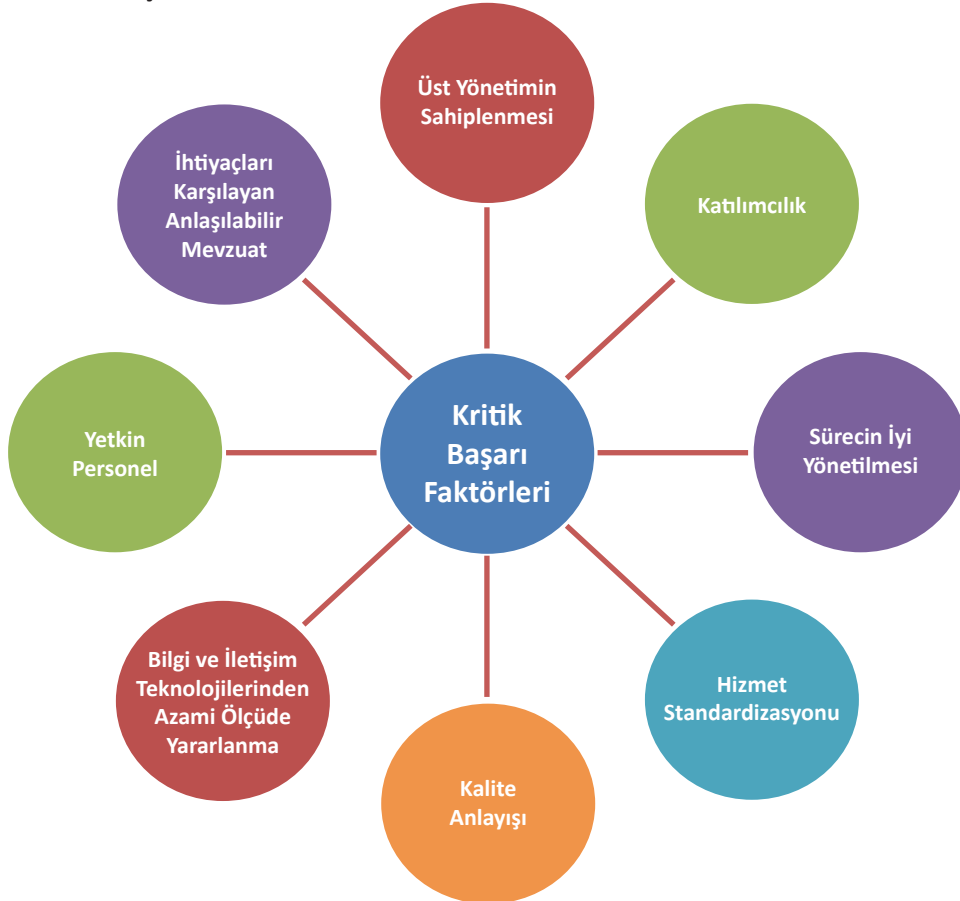 Üst Yönetimin
Sahiplenmesi
Katılımcılık
Sürecin İyi
Yönetilmesi
Hizmet
Standardizasyonu
Kalite
Anlayışı
Bilgi ve İletişim
Teknolojilerinden
Azami Ölçüde
Yararlanma
Yetkin
Personel
İhtiyaçları
Karşılayan
Anlaşılabilir
Mevzuat
Kritik
Başarı
Faktörleri